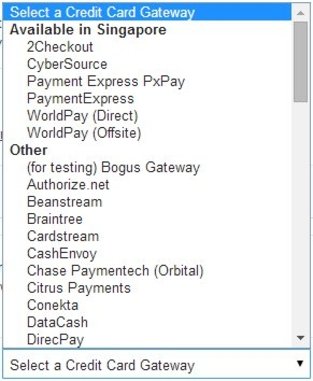 Select a Credit Card Gateway
Available in Singapore
2Checkout
CyberSource
Payment Express PxPay
PaymentExpress
WorldPay (Direct)
WorldPay (Offsite)
Other
(for testing) Bogus Gateway
Authorize.net
Beanstream
Braintree
Cardstream
CashEnvoy
Chase Paymentech (Orbital)
Citrus Payments
Conekta
DataCash
DirecPay
Select a Credit Card Gateway